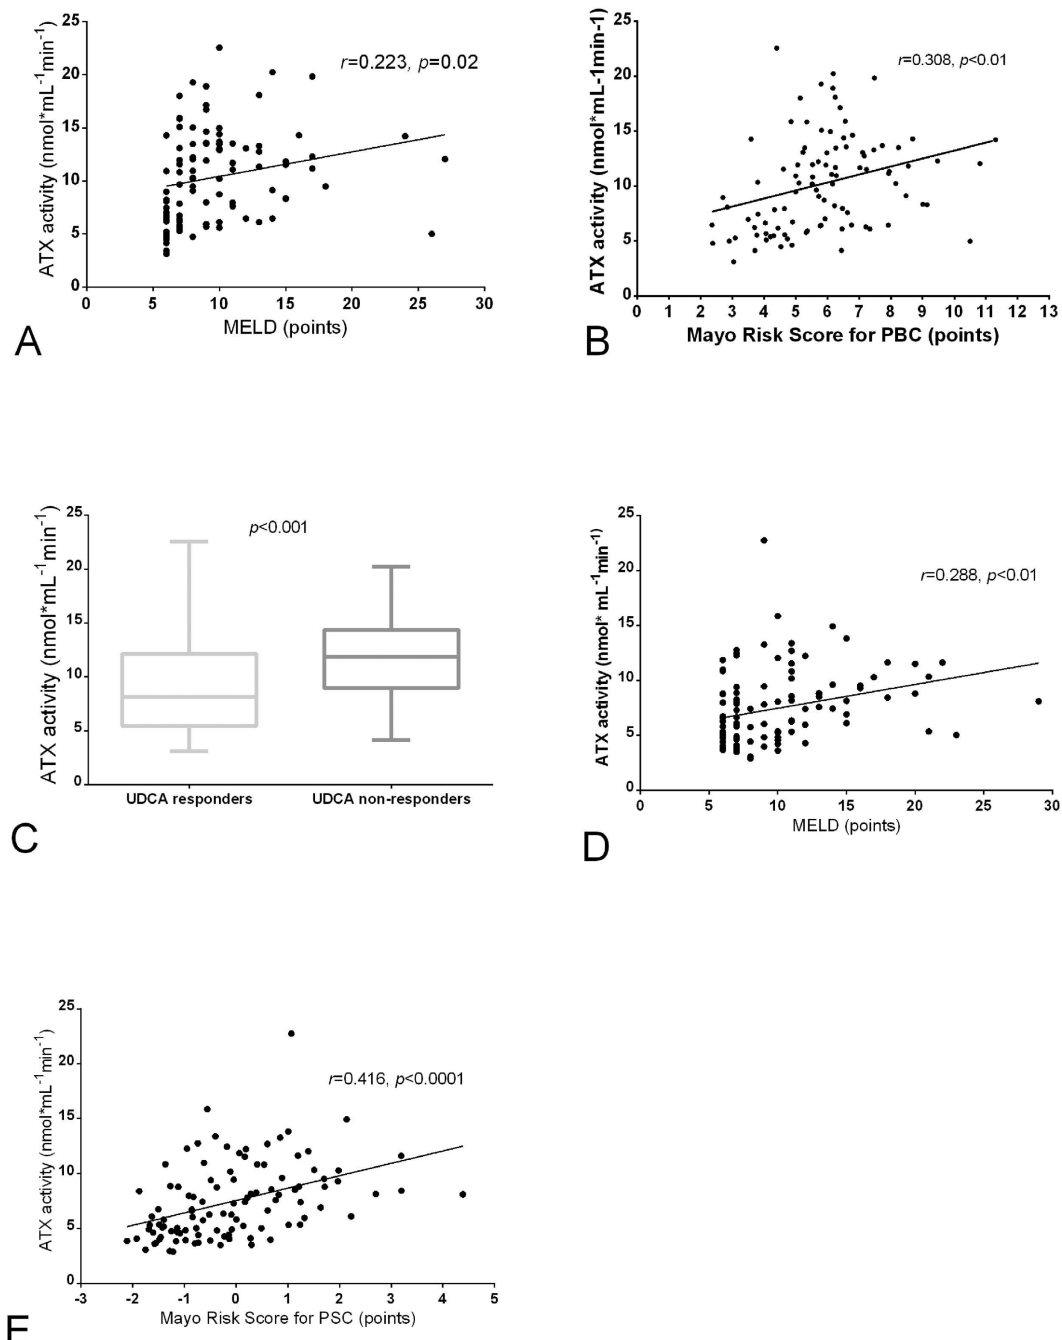 25
20
15
10
5
0
ATX activity (nmol*mL-1min-1)
r=0.223, p=0.02
0 5 10 15 20 25 30
MELD (points)
A
25
20
15
10
5
0
ATX activity (nmol*mL-1min-1)
r=0.308, p<0.01
0 1 2 3 4 5 6 7 8 9 10 11 12 13
Mayo Risk Score for PBC (points)
B
25
20
15
10
5
0
ATX activity (nmol*mL-1min-1)
p<0.001
UDCA responders UDCA non-responders
C
25
20
15
10
5
0
ATX activity (nmol* mL-1min-1)
r=0.288, p<0.01
0 5 10 15 20 25 30
MELD (points)
D
25
20
15
10
5
0
ATX activity (nmol*mL-1min-1)
r=0.416, p<0.0001
-3 -2 -1 0 1 2 3 4 5
Mayo Risk Score for PSC (points)